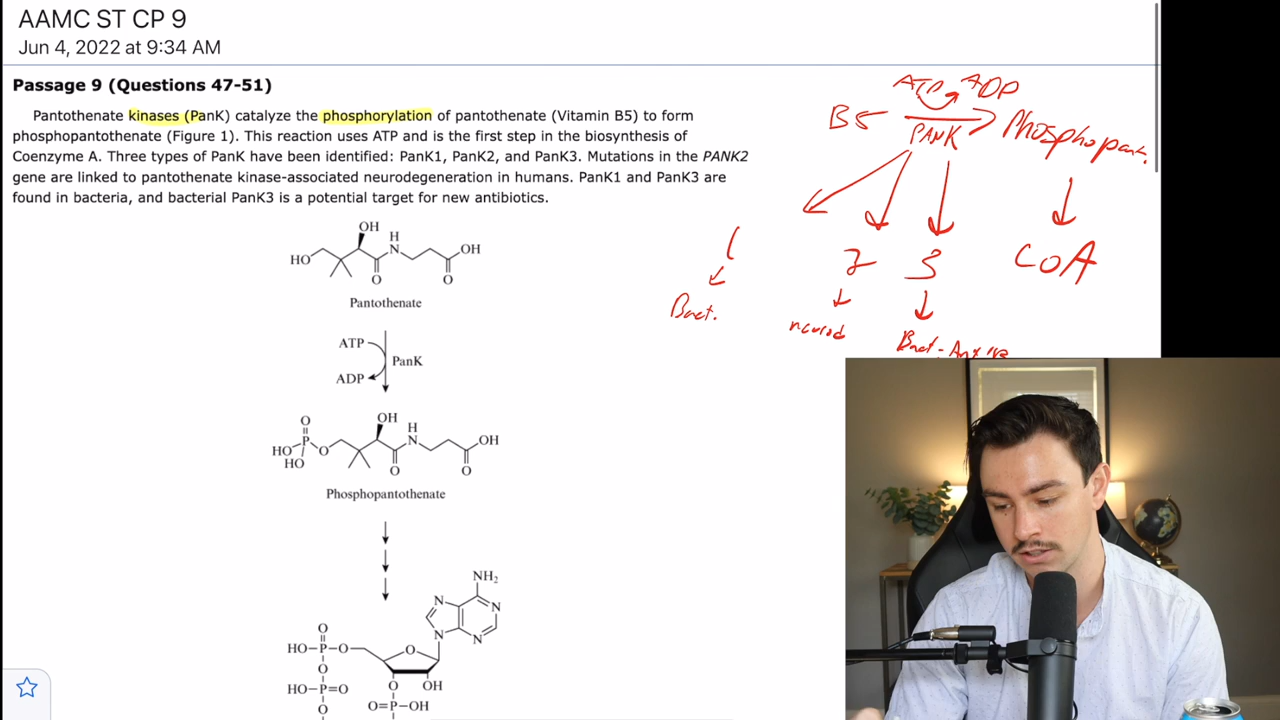 AAMC ST CP 9
Jun 4, 2022 at 9:34 AM
Passage 9 (Questions 47-51)
Pantothenate kinases (PanK) catalyze the phosphorylation of pantothenate (Vitamin B5) to form
phosphopantothenate (Figure 1). This reaction uses ATP and is the first step in the biosynthesis of
Coenzyme A. Three types of PanK have been identified: PanK1, PanK2, and PanK3. Mutations in the PANK2
gene are linked to pantothenate kinase-associated neurodegeneration in humans. PanK1 and PanK3 are
found in bacteria, and bacterial PanK3 is a potential target for new antibiotics.
ATP ADP
B5 PANK Phosphopant.
1 2 3 COA
Bact. neurod
Bact -
OH
HO H N OH
O O
Pantothenate
ATP
PanK
ADP
O OH H
HO P O N OH
HO O O
Phosphopantothenate
NH2
N N
N N
O
HO-P-O O
O O OH
HO-P=O O=P-OH
O